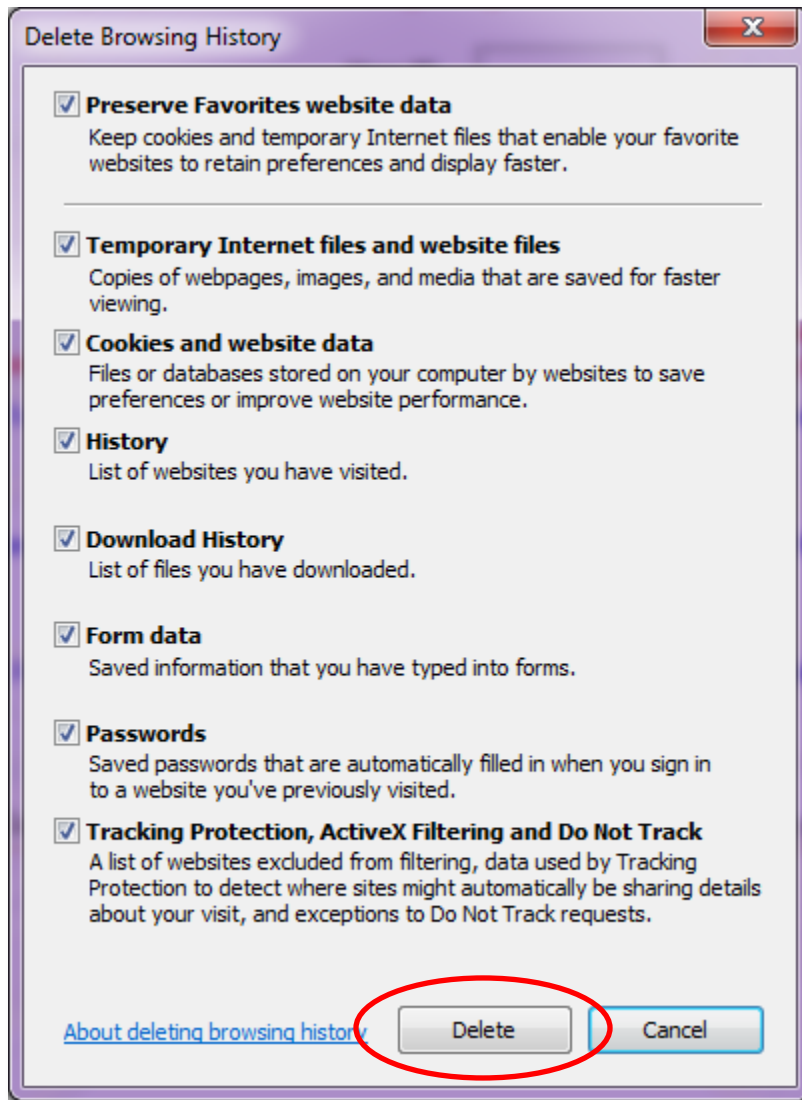 Delete Browsing History
Preserve Favorites website data
Keep cookies and temporary Internet files that enable your favorite
websites to retain preferences and display faster.
Temporary Internet files and website files
Copies of webpages, images, and media that are saved for faster
viewing.
Cookies and website data
Files or databases stored on your computer by websites to save
preferences or improve website performance.
History
List of websites you have visited.
Download History
List of files you have downloaded.
Form data
Saved information that you have typed into forms.
Passwords
Saved passwords that are automatically filled in when you sign in
to a website you've previously visited.
Tracking Protection, ActiveX Filtering and Do Not Track
A list of websites excluded from filtering, data used by Tracking
Protection to detect where sites might automatically be sharing details
about your visit, and exceptions to Do Not Track requests.
About deleting browsing history
Delete
Cancel